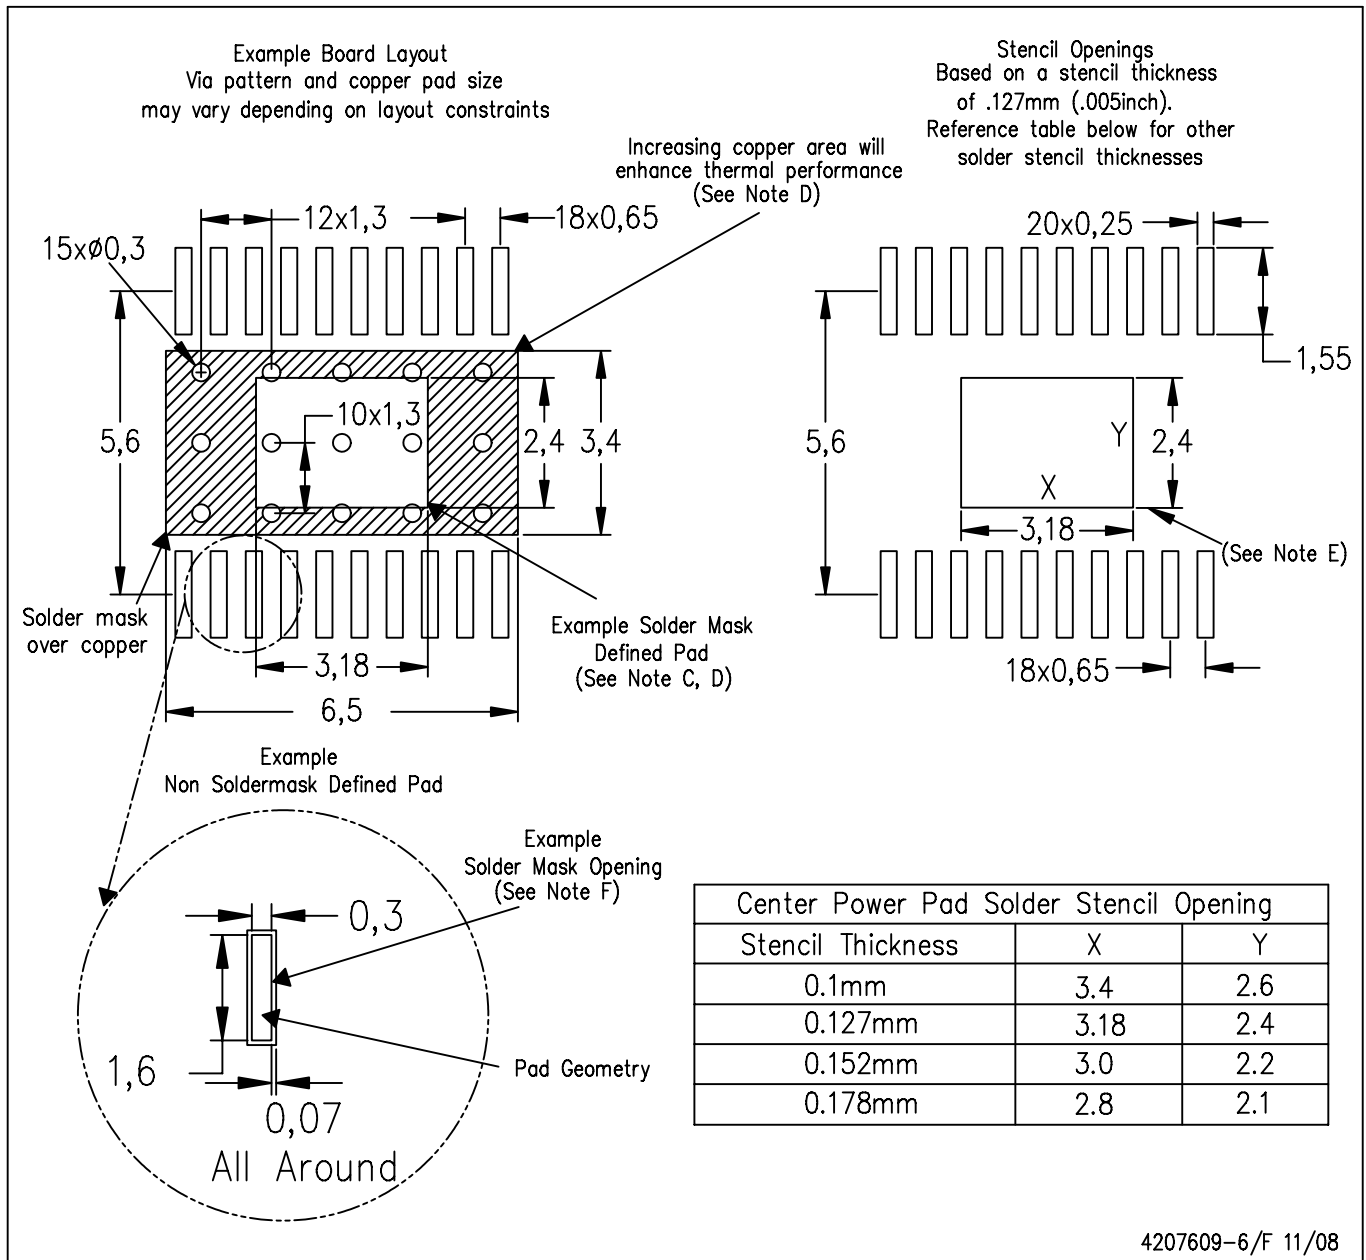 Example Board Layout
Via pattern and copper pad size
may vary depending on layout constraints
Stencil Openings
Based on a stencil thickness
of .127mm (.005inch).
Reference table below for other
solder stencil thicknesses
Increasing copper area will
enhance thermal performance
(See Note D)
12x1,3
18x0,65
15xø0,3
5,6
10x1,3
2,4
3,4
Solder mask
over copper
3,18
6,5
Example Solder Mask
Defined Pad
(See Note C, D)
20x0,25
1,55
5,6
Y
X
2,4
3,18
(See Note E)
18x0,65
Example
Non Soldermask Defined Pad
Example
Solder Mask Opening
(See Note F)
0,3
1,6
Pad Geometry
0,07
All Around
Center Power Pad Solder Stencil Opening
Stencil Thickness X Y
0.1mm 3.4 2.6
0.127mm 3.18 2.4
0.152mm 3.0 2.2
0.178mm 2.8 2.1
4207609-6/F 11/08